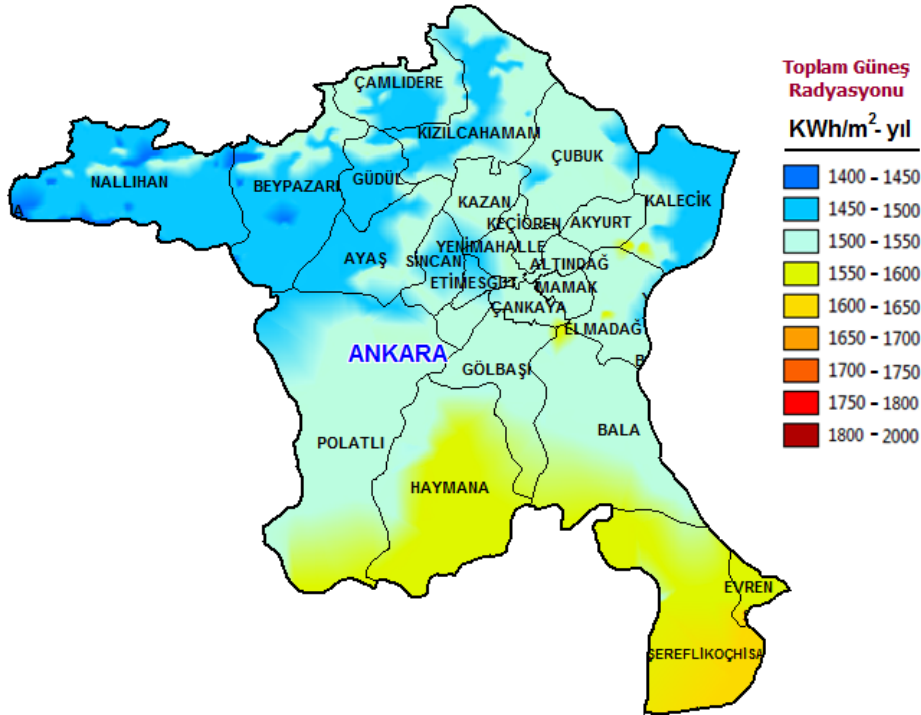 ÇAMLIDERE
KIZILCAHAMAM
ÇUBUK
NALLIHAN
BEYPAZARI
GÜDÜL
KALECİK
KAZAN
KEÇİÖREN
AKYURT
A
YENİMAHALLE
AYAŞ
SİNCAN
ALTINDAĞ
ETİMESGUT
MAMAK
ÇANKAYA
ELMADAĞ
ANKARA
GÖLBAŞI
B
POLATLI
BALA
HAYMANA
EVREN
ŞEREFLİKOÇHİSA
Toplam Güneş
Radyasyonu
KWh/m²- yıl
1400 - 1450
1450 - 1500
1500 - 1550
1550 - 1600
1600 - 1650
1650 - 1700
1700 - 1750
1750 - 1800
1800 - 2000